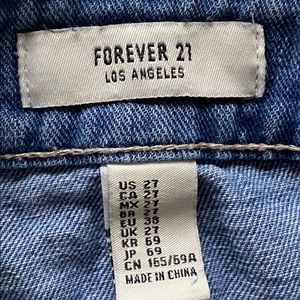 FOREVER 21
LOS ANGELES
US 27
CA 27
MX 27
BR 27
EU 38
UK 27
KR 69
JP 69
CN 165/69A
MADE IN CHINA